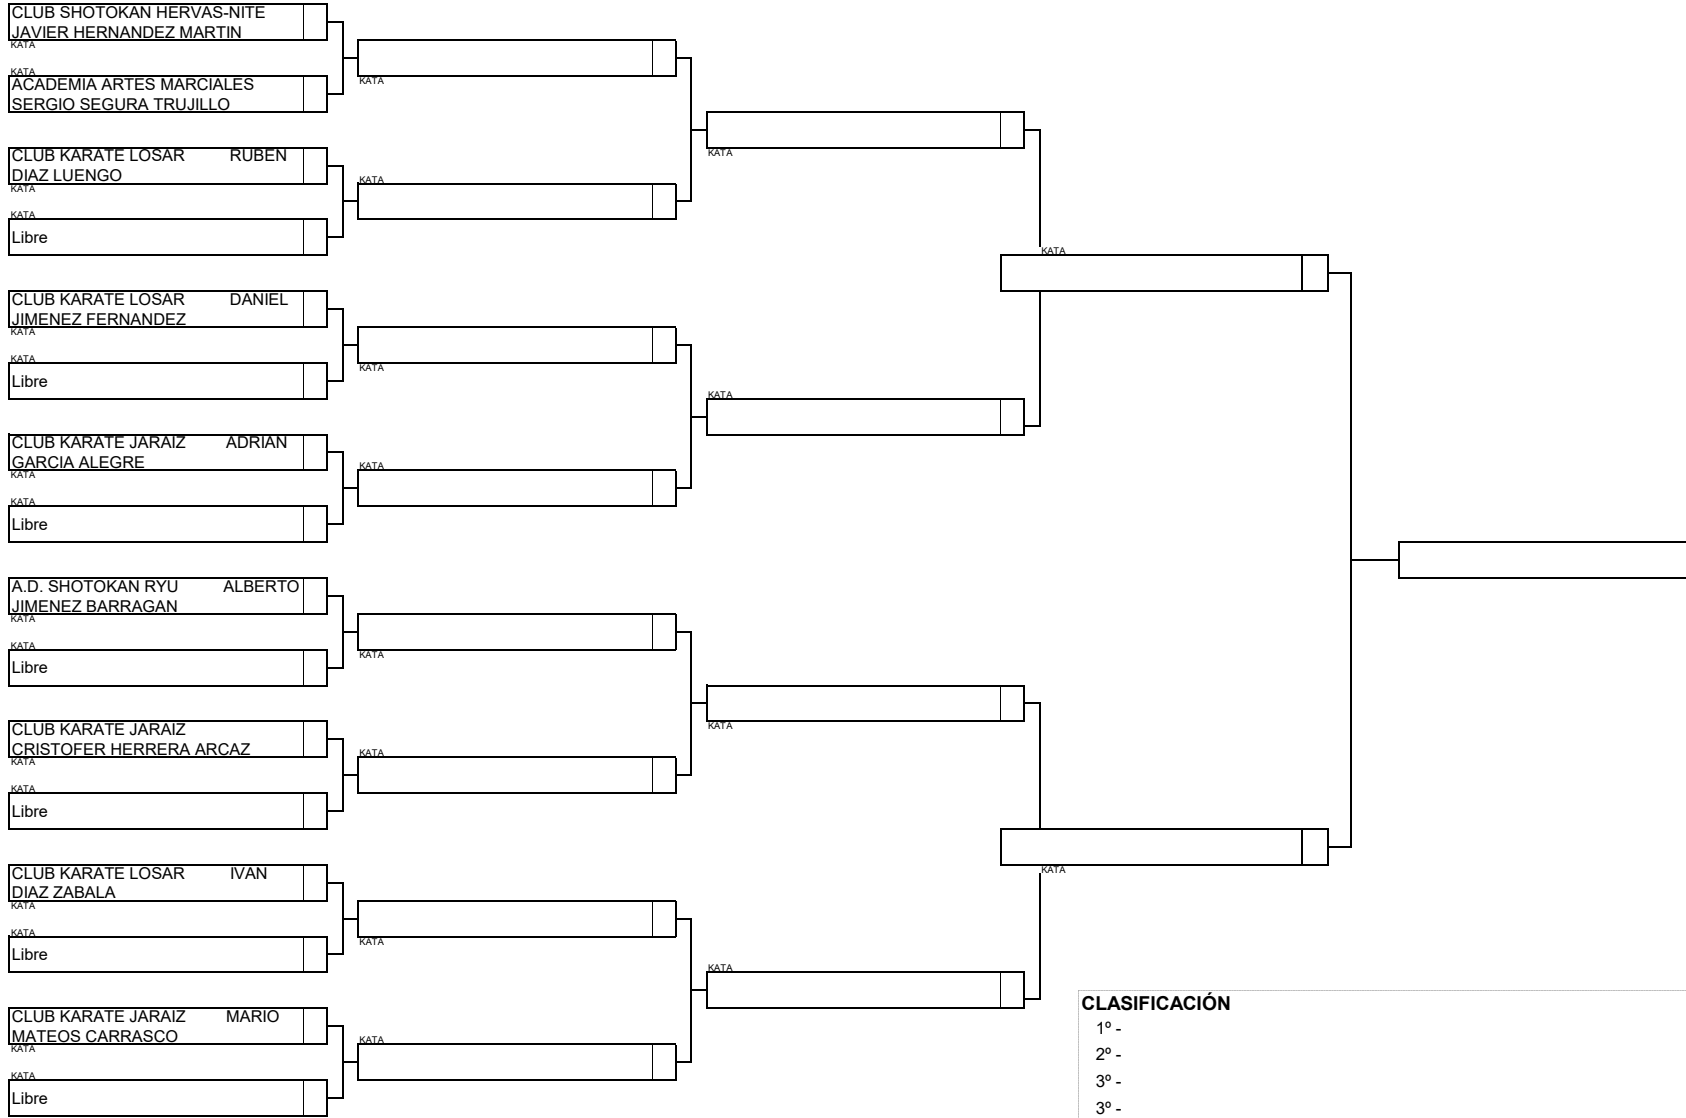 CLUB SHOTOKAN HERVAS-NITE
JAVIER HERNANDEZ MARTIN
KATA
KATA
ACADEMIA ARTES MARCIALES
SERGIO SEGURA TRUJILLO
CLUB KARATE LOSAR RUBEN
DIAZ LUENGO
KATA
KATA
Libre
CLUB KARATE LOSAR DANIEL
JIMENEZ FERNANDEZ
KATA
KATA
Libre
CLUB KARATE JARAIZ ADRIAN
GARCIA ALEGRE
KATA
KATA
Libre
A.D. SHOTOKAN RYU ALBERTO
JIMENEZ BARRAGAN
KATA
KATA
Libre
CLUB KARATE JARAIZ
CRISTOFER HERRERA ARCAZ
KATA
KATA
Libre
CLUB KARATE LOSAR IVAN
DIAZ ZABALA
KATA
KATA
Libre
CLUB KARATE JARAIZ MARIO
MATEOS CARRASCO
KATA
KATA
Libre
KATA
KATA
KATA
KATA
KATA
KATA
KATA
KATA
KATA
KATA
KATA
KATA
KATA
KATA
CLASIFICACIÓN
1º -
2º -
3º -
3º -